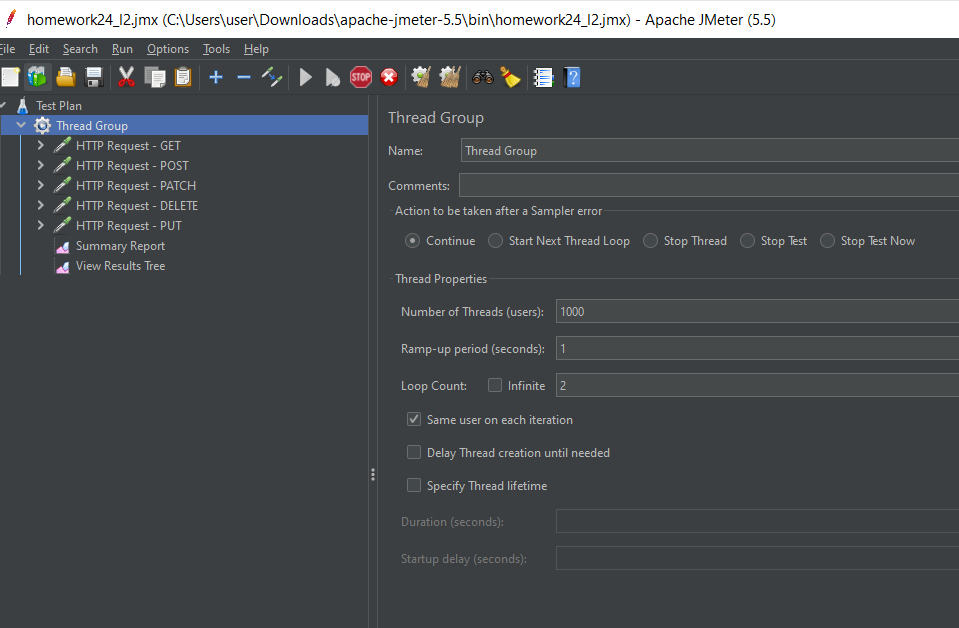 homework24_l2.jmx (C:\Users\user\Downloads\apache-jmeter-5.5\bin\homework24_l2.jmx) - Apache JMeter (5.5)
File Edit Search Run Options Tools Help
STOP
?
Test Plan
Thread Group
HTTP Request - GET
HTTP Request - POST
HTTP Request - PATCH
HTTP Request - DELETE
HTTP Request - PUT
Summary Report
View Results Tree
Thread Group
Name: Thread Group
Comments:
Action to be taken after a Sampler error
Continue Start Next Thread Loop Stop Thread Stop Test Stop Test Now
Thread Properties
Number of Threads (users): 1000
Ramp-up period (seconds): 1
Loop Count: Infinite 2
Same user on each iteration
Delay Thread creation until needed
Specify Thread lifetime
Duration (seconds):
Startup delay (seconds):